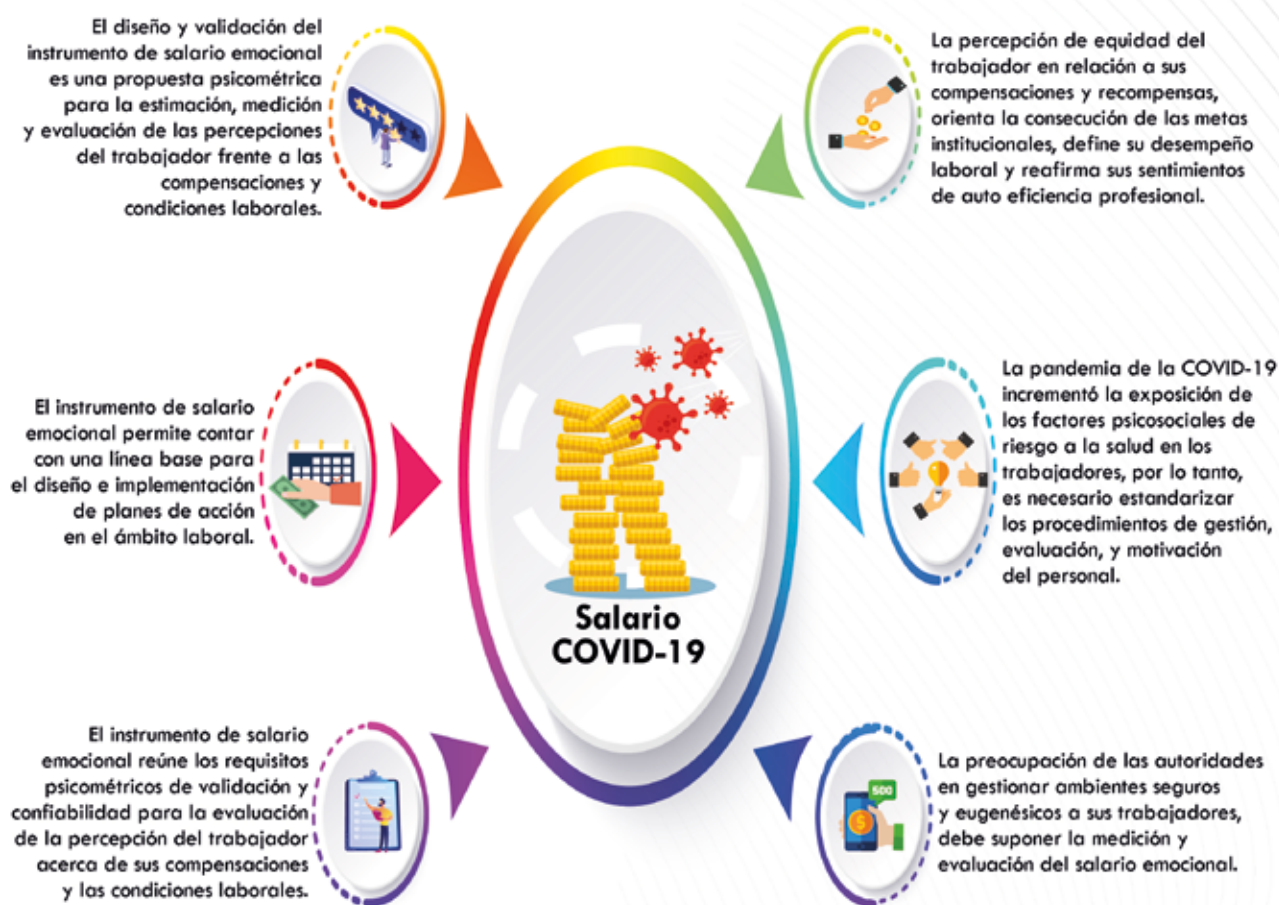 El diseño y validación del
instrumento de salario emocional
es una propuesta psicométrica
para la estimación, medición
y evaluación de las percepciones
del trabajador frente a las
compensaciones y
condiciones laborales.
La percepción de equidad del
trabajador en relación a sus
compensaciones y recompensas,
orienta la consecución de las metas
institucionales, define su desempeño
laboral y reafirma sus sentimientos
de auto eficiencia profesional.
El instrumento de salario
emocional permite contar
con una línea base para
el diseño e implementación
de planes de acción
en el ámbito laboral.
Salario
COVID-19
La pandemia de la COVID-19
incrementó la exposición de
los factores psicosociales de
riesgo a la salud en los
trabajadores, por lo tanto,
es necesario estandarizar
los procedimientos de gestión,
evaluación, y motivación
del personal.
El instrumento de salario
emocional reúne los requisitos
psicométricos de validación y
confiabilidad para la evaluación
de la percepción del trabajador
acerca de sus compensaciones
y las condiciones laborales.
500
$
La preocupación de las autoridades
en gestionar ambientes seguros
y eugenésicos a sus trabajadores,
debe suponer la medición y
evaluación del salario emocional.